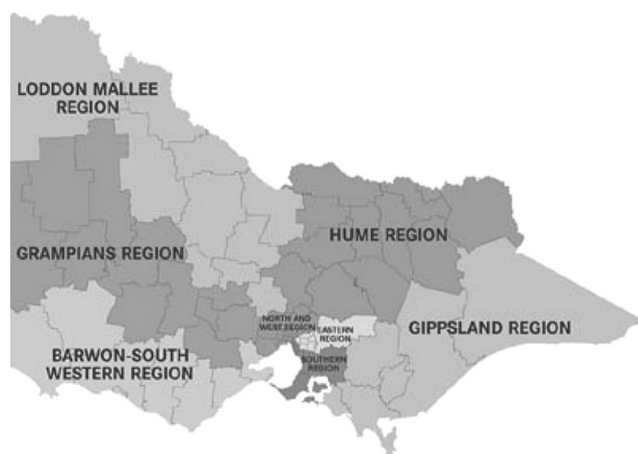 LODDON MALLEE
REGION
HUME REGION
GRAMPIANS REGION
NORTH AND
WEST REGION
EASTERN
REGION
GIPPSLAND REGION
BARWON-SOUTH
WESTERN REGION
SOUTHERN
REGION